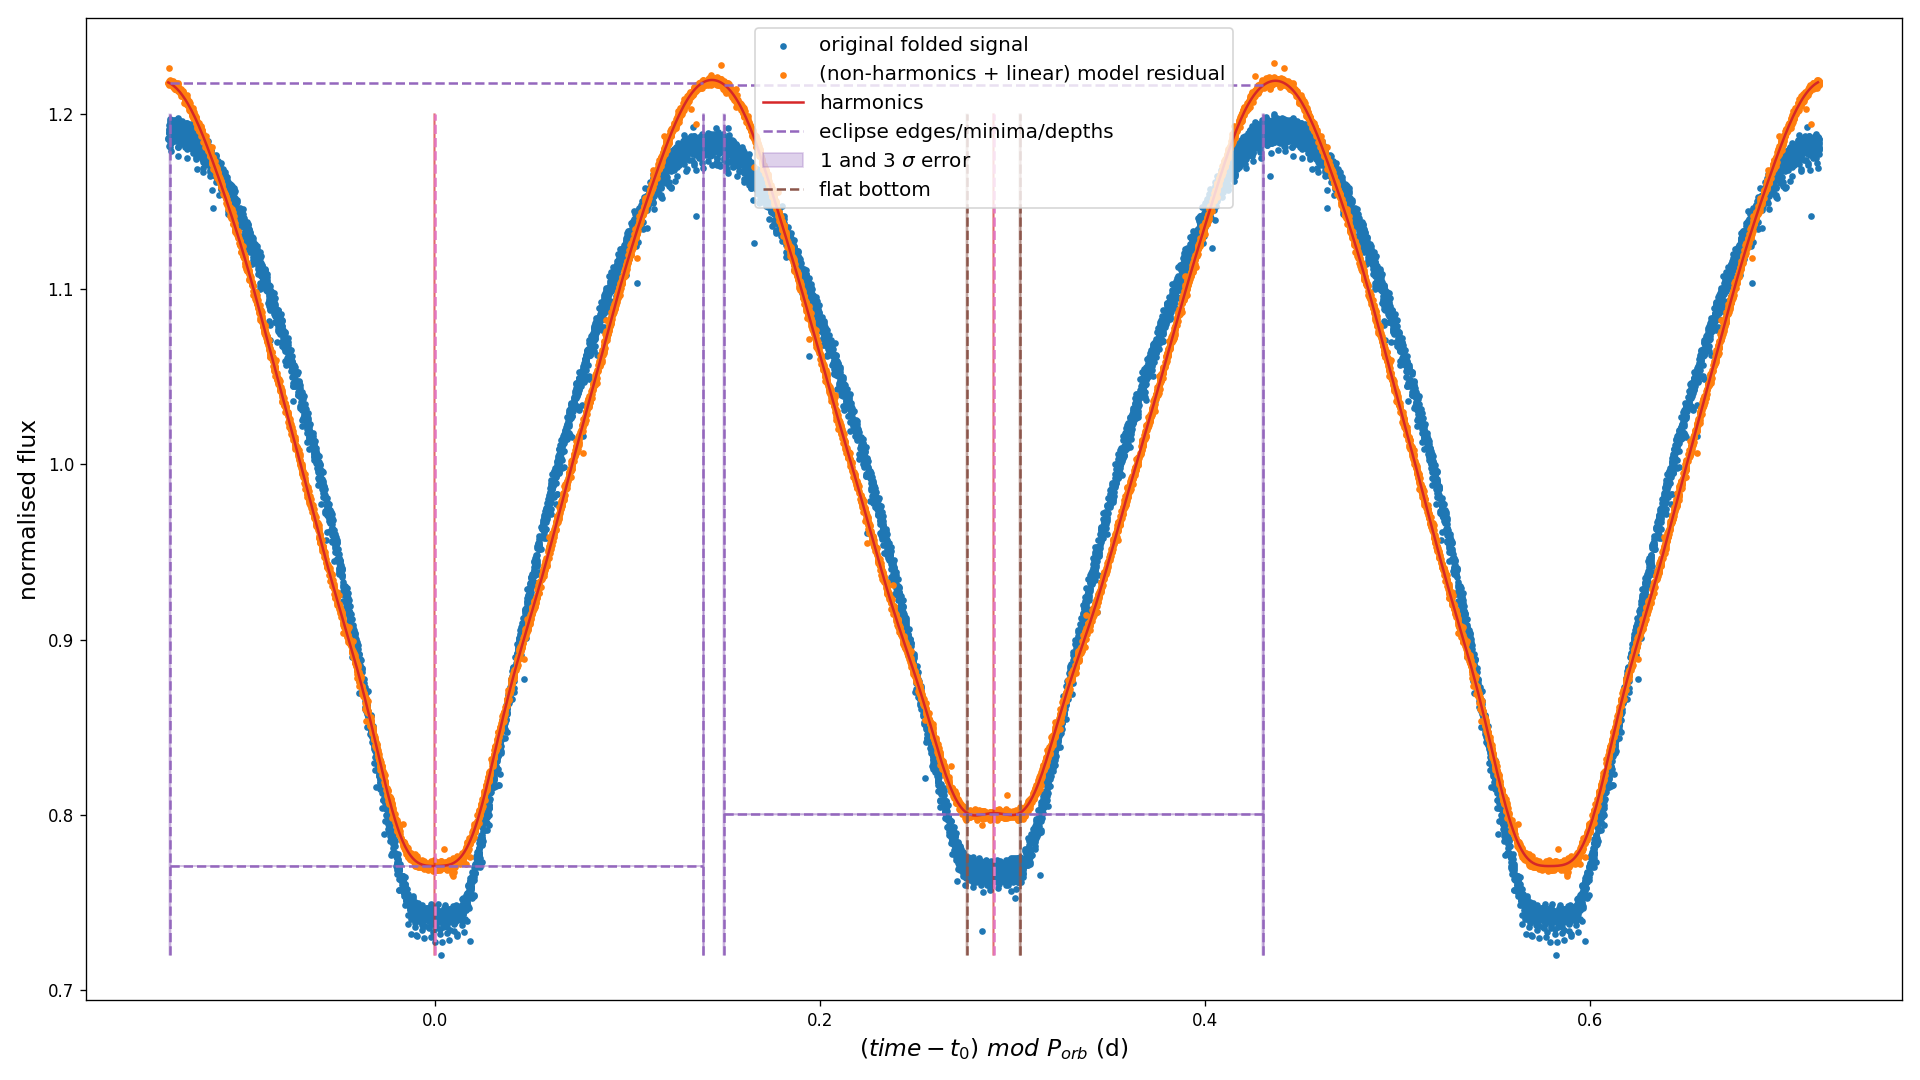 original folded signal
(non-harmonics + linear) model residual
harmonics
eclipse edges/minima/depths
1 and 3 σ error
flat bottom
normalised flux
1.2
1.1
1.0
0.9
0.8
0.7
0.0 0.2 0.4 0.6
(time − t₀) mod P_orb (d)